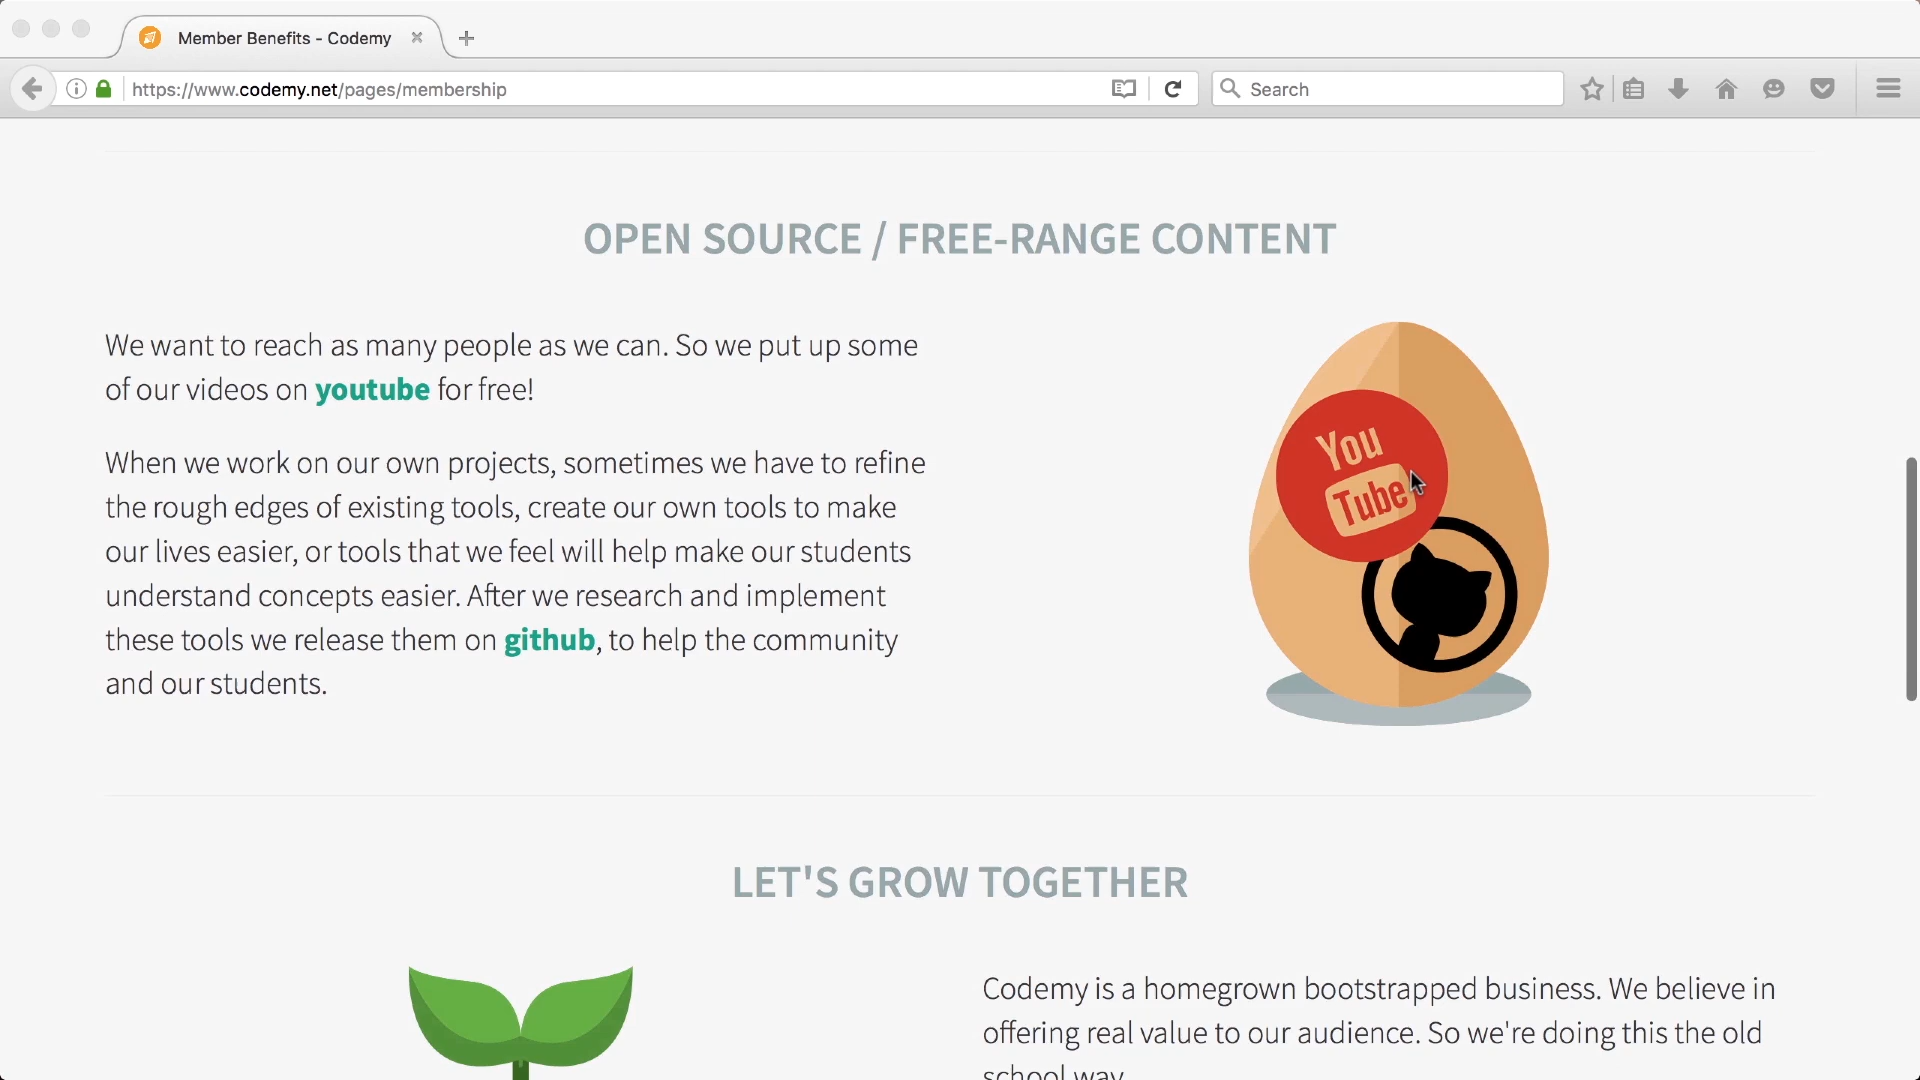 Member Benefits - Codemy
https://www.codemy.net/pages/membership
Search
OPEN SOURCE / FREE-RANGE CONTENT
We want to reach as many people as we can. So we put up some
of our videos on youtube for free!
When we work on our own projects, sometimes we have to refine
the rough edges of existing tools, create our own tools to make
our lives easier, or tools that we feel will help make our students
understand concepts easier. After we research and implement
these tools we release them on github, to help the community
and our students.
You
Tube
LET'S GROW TOGETHER
Codemy is a homegrown bootstrapped business. We believe in
offering real value to our audience. So we're doing this the old
school way.